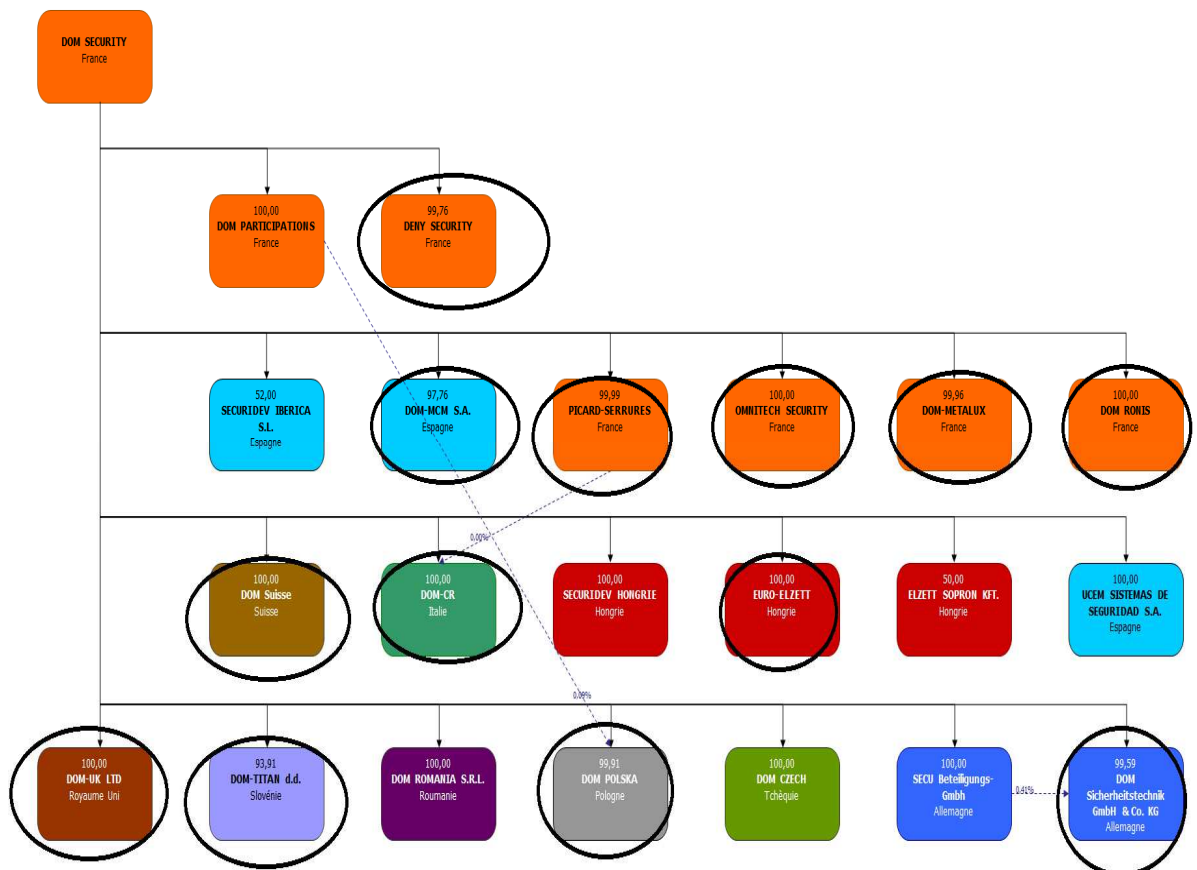 DOM SECURITY
France
100,00
DOM PARTICIPATIONS
France
99,76
DENY SECURITY
France
52,00
SECURIDEV IBERICA
S.L.
Espagne
97,76
DOM-MCM S.A.
Espagne
99,99
PICARD-SERRURES
France
100,00
OMNITECH SECURITY
France
99,96
DOM-METALUX
France
100,00
DOM RONIS
France
0.00%
100,00
DOM Suisse
Suisse
100,00
DOM-CR
Italie
100,00
SECURIDEV HONGRIE
Hongrie
100,00
EURO-ELZETT
Hongrie
50,00
ELZETT SOPRON KFT.
Hongrie
100,00
UCEM SISTEMAS DE
SEGURIDAD S.A.
Espagne
0.09%
100,00
DOM-UK LTD
Royaume Uni
93,91
DOM-TITAN d.d.
Slovénie
100,00
DOM ROMANIA S.R.L.
Roumanie
99,91
DOM POLSKA
Pologne
100,00
DOM CZECH
Tchèquie
100,00
SECU Beteiligungs-
Gmbh
Allemagne
0.41%
99,59
DOM
Sicherheitstechnik
GmbH & Co. KG
Allemagne